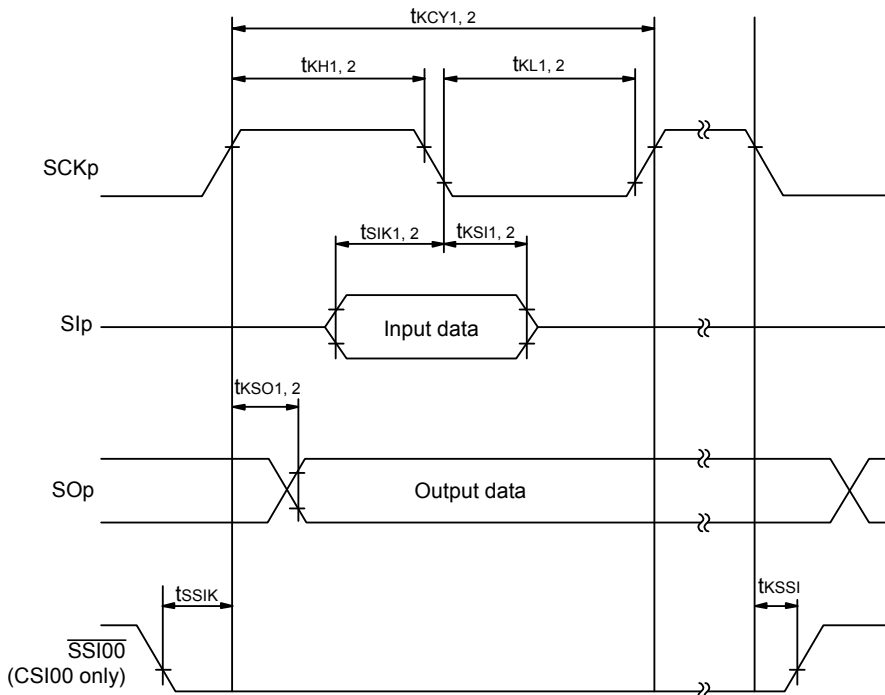 tKCY1, 2
tKH1, 2
tKL1, 2
SCKp
tSIK1, 2
tKSI1, 2
SIp
Input data
tKSO1, 2
SOp
Output data
tSSIK
tKSSI
SSI00
(CSI00 only)